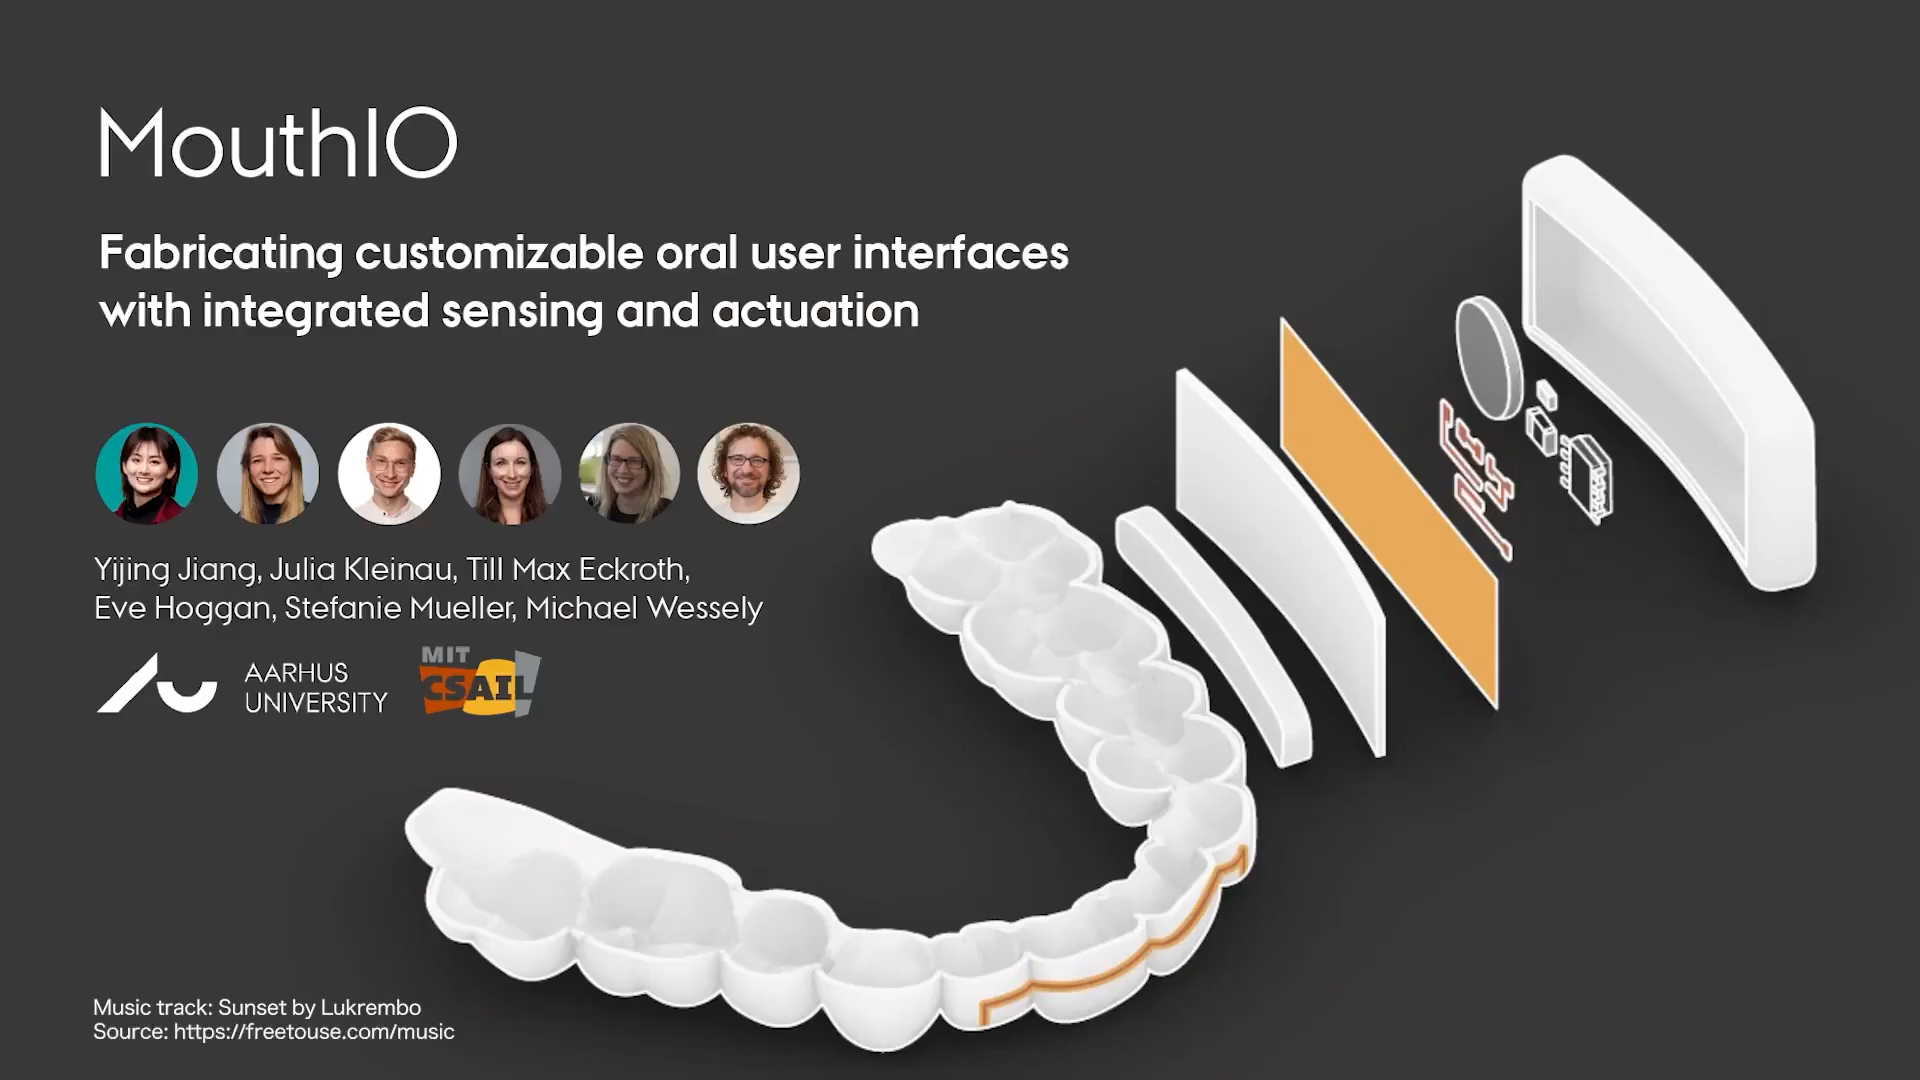 MouthIO
Fabricating customizable oral user interfaces
with integrated sensing and actuation
Yijing Jiang, Julia Kleinau, Till Max Eckroth,
Eve Hoggan, Stefanie Mueller, Michael Wessely
AARHUS
UNIVERSITY
MIT
CSAIL
Music track: Sunset by Lukrembo
Source: https://freetouse.com/music